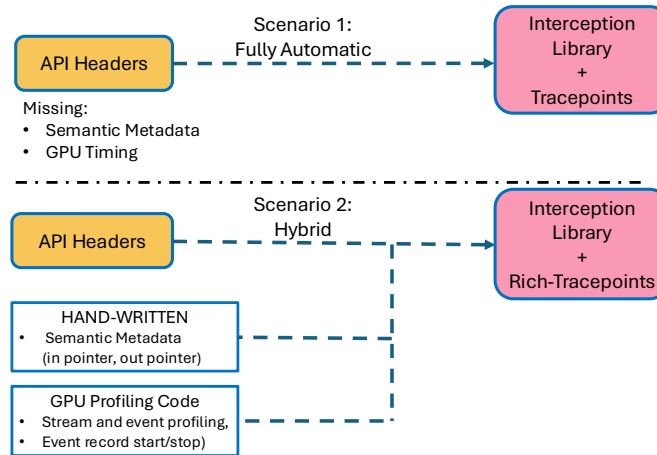 Scenario 1:
Fully Automatic
API Headers
Interception
Library
+
Tracepoints
Missing:
• Semantic Metadata
• GPU Timing
Scenario 2:
Hybrid
API Headers
Interception
Library
+
Rich-Tracepoints
HAND-WRITTEN
• Semantic Metadata
(in pointer, out pointer)
GPU Profiling Code
• Stream and event profiling,
• Event record start/stop)